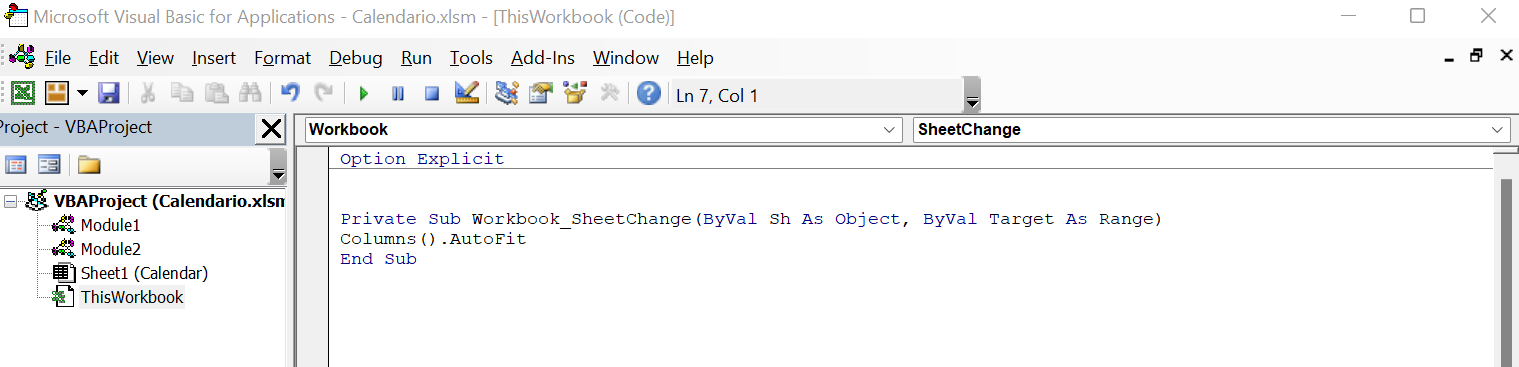 Microsoft Visual Basic for Applications - Calendario.xlsm - [ThisWorkbook (Code)]
File Edit View Insert Format Debug Run Tools Add-Ins Window Help
Ln 7, Col 1
Project - VBAProject
Workbook
SheetChange
VBAProject (Calendario.xlsm
Module1
Module2
Sheet1 (Calendar)
ThisWorkbook
Option Explicit
Private Sub Workbook_SheetChange(ByVal Sh As Object, ByVal Target As Range)
Columns().AutoFit
End Sub